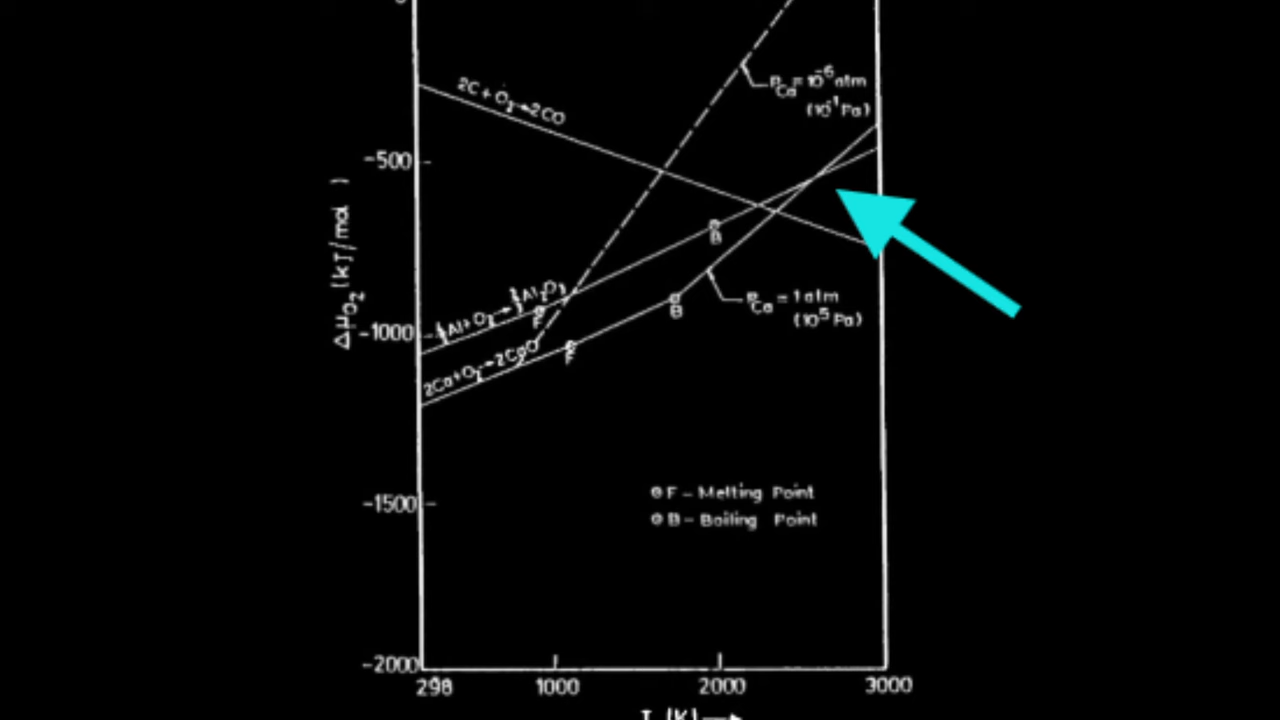 2C+O₂→2CO
P_Ca = 10⁻⁶ atm
(10⁻¹ Pa)
-500
Δμ_O₂ (kJ/mol)
B
4/3Al+O₂→2/3Al₂O₃
F
P_Ca = 1 atm
(10⁵ Pa)
B
-1000
2Ca+O₂→2CaO
F
F - Melting Point
B - Boiling Point
-1500
-2000
298 1000 2000 3000
T (K)→